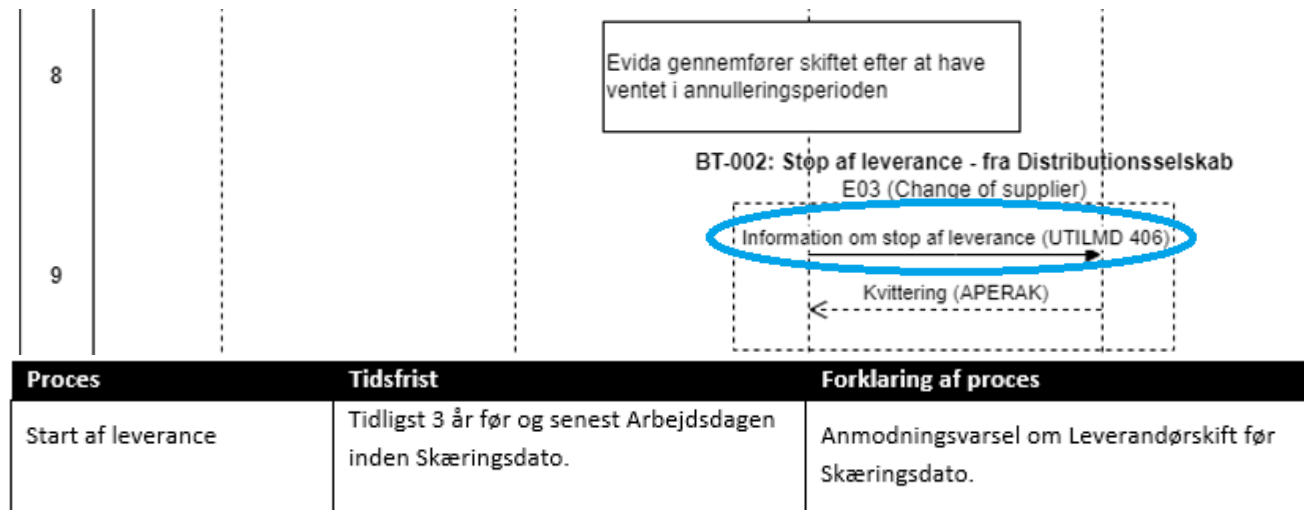 8
Evida gennemfører skiftet efter at have
ventet i annulleringsperioden
BT-002: Stop af leverance - fra Distributionsselskab
E03 (Change of supplier)
Information om stop af leverance (UTILMD 406)
9
Kvittering (APERAK)
Proces Tidsfrist Forklaring af proces
Start af leverance
Tidligst 3 år før og senest Arbejdsdagen
inden Skæringsdato.
Anmodningsvarsel om Leverandørskift før
Skæringsdato.